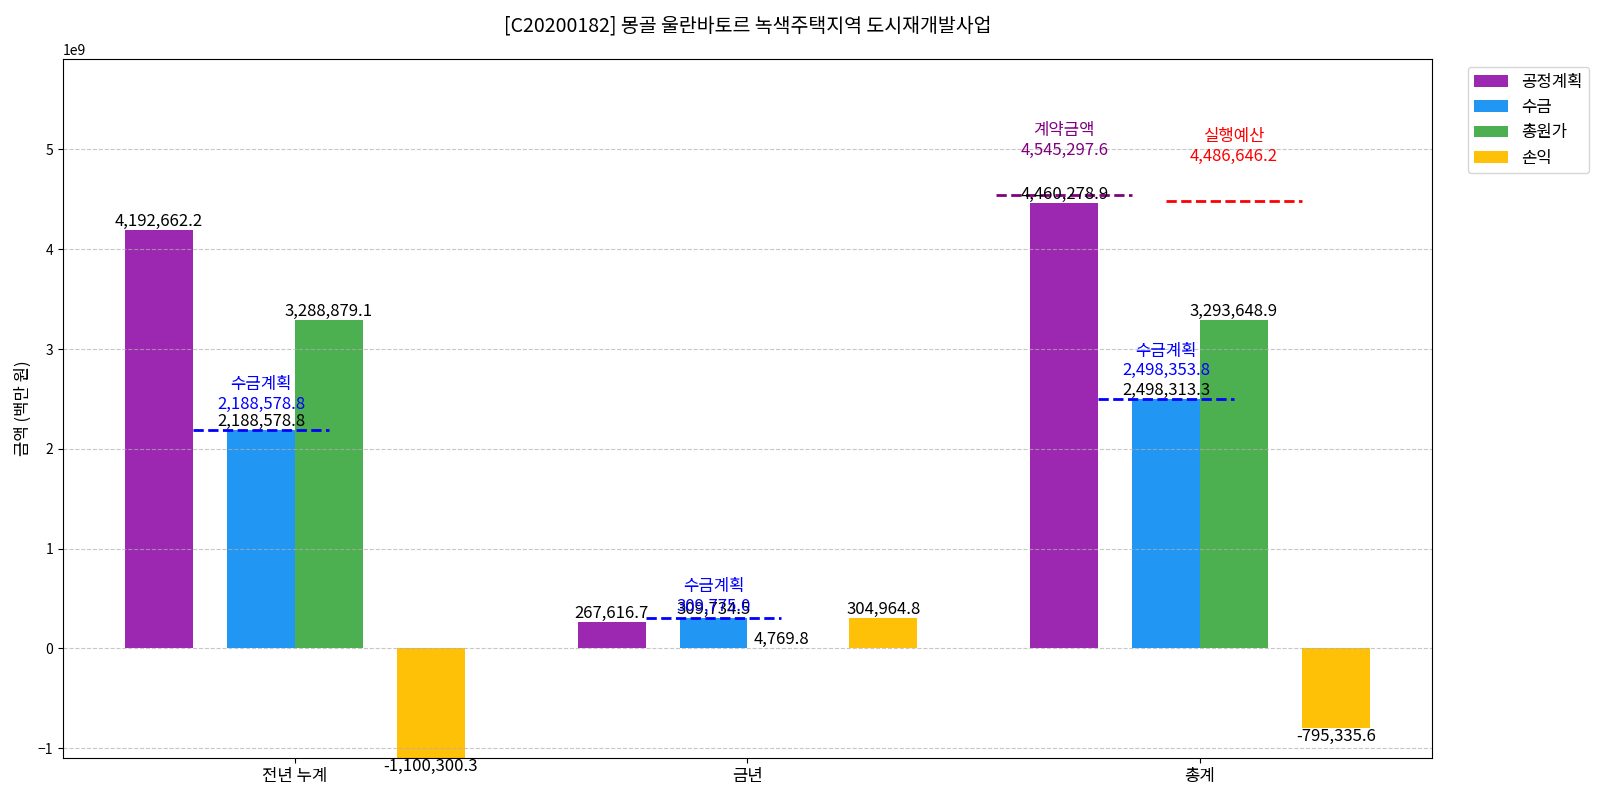 [C20200182] 몽골 울란바토르 녹색주택지역 도시재개발사업
1e9
공정계획
수금
총원가
손익
금액 (백만 원)
5
4
3
2
1
0
−1
4,192,662.2
수금계획
2,188,578.8
2,188,578.8
3,288,879.1
-1,100,300.3
267,616.7
수금계획
309,775.0
309,734.5
4,769.8
304,964.8
계약금액
4,545,297.6
4,460,278.9
수금계획
2,498,353.8
2,498,313.3
실행예산
4,486,646.2
3,293,648.9
-795,335.6
전년 누계
금년
총계